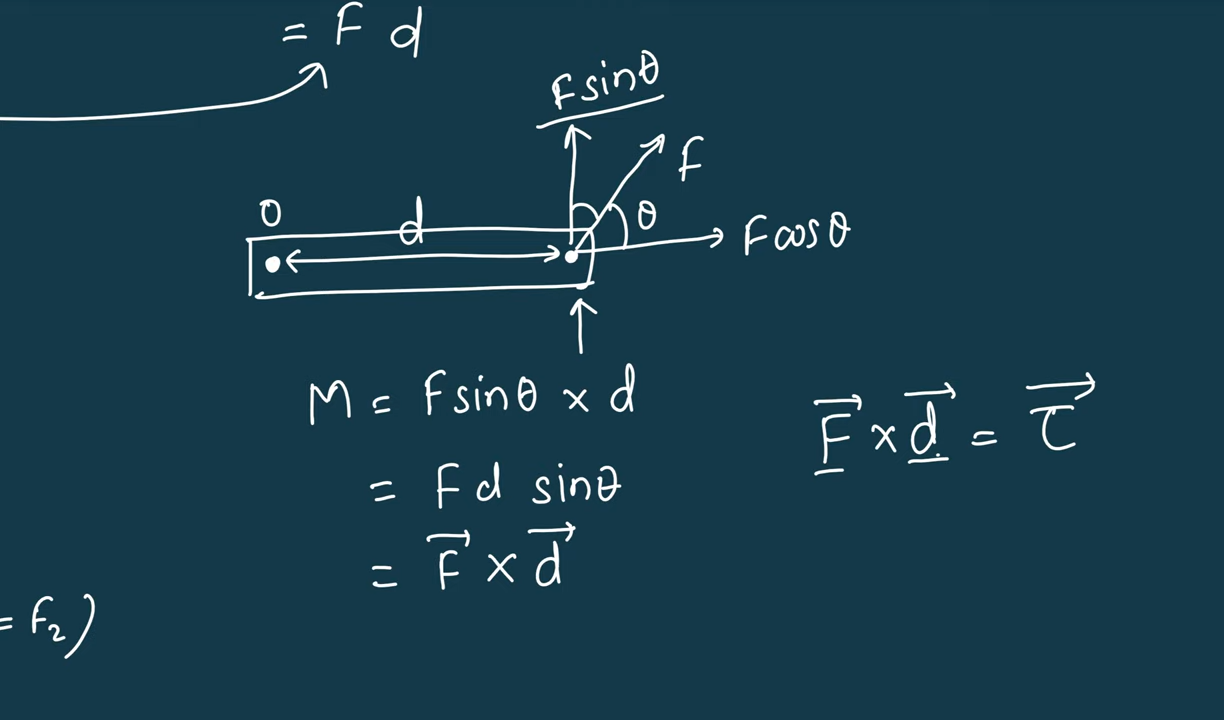 = F d
F sinθ
F
θ
O
d
F cosθ
M = F sinθ × d
= F d sinθ
= F⃗ × d⃗
F⃗ × d⃗ = τ⃗
= F₂)